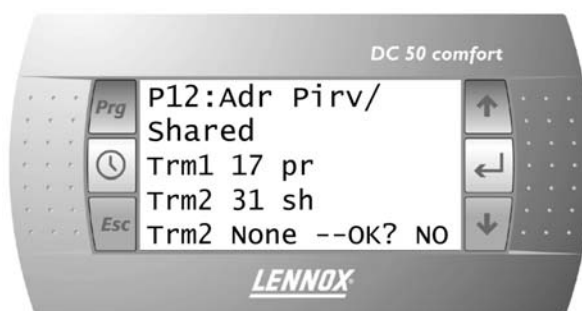 DC 50 comfort
Prg
Esc
P12:Adr Pirv/
Shared
Trm1 17 pr
Trm2 31 sh
Trm2 None --OK? NO
LENNOX